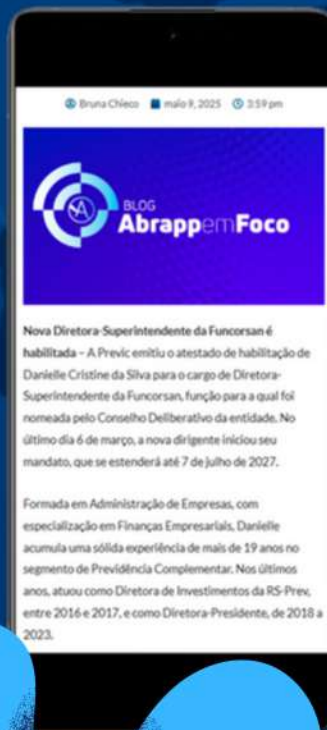 Bruna Chieco maio 9, 2025 3:59 pm
A
BLOG
AbrappemFoco
Nova Diretora-Superintendente da Funcorsan é
habilitada – A Previc emitiu o atestado de habilitação de
Danielle Cristine da Silva para o cargo de Diretora-
Superintendente da Funcorsan, função para a qual foi
nomeada pelo Conselho Deliberativo da entidade. No
último dia 6 de março, a nova dirigente iniciou seu
mandato, que se estenderá até 7 de julho de 2027.
Formada em Administração de Empresas, com
especialização em Finanças Empresariais, Danielle
acumula uma sólida experiência de mais de 19 anos no
segmento de Previdência Complementar. Nos últimos
anos, atuou como Diretora de Investimentos da RS-Prev,
entre 2016 e 2017, e como Diretora-Presidente, de 2018 a
2023.